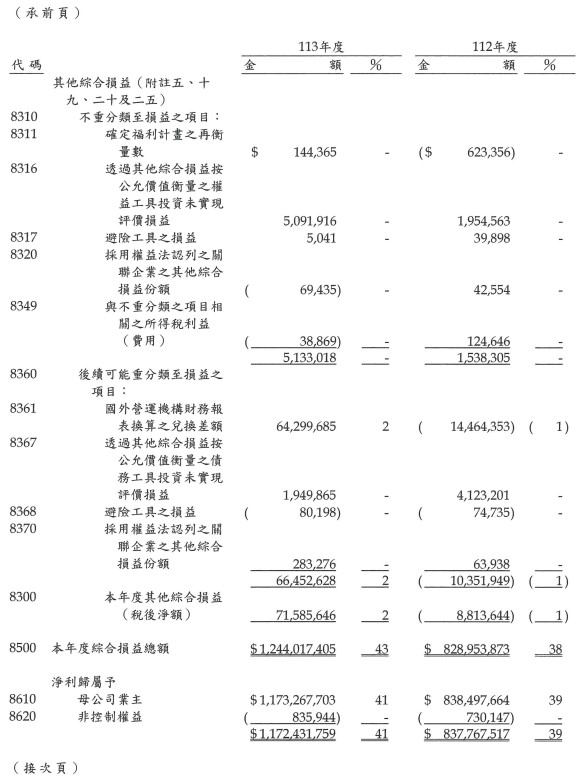 （承前頁）
113年度 112年度
代碼 金額 % 金額 %
其他綜合損益（附註五、十
九、二十及二五）
8310 不重分類至損益之項目：
8311 確定福利計畫之再衡
量數 $ 144,365 - ($ 623,356) -
8316 透過其他綜合損益按
公允價值衡量之權
益工具投資未實現
評價損益 5,091,916 - 1,954,563 -
8317 避險工具之損益 5,041 - 39,898 -
8320 採用權益法認列之關
聯企業之其他綜合
損益份額 ( 69,435) - 42,554 -
8349 與不重分類之項目相
關之所得稅利益
（費用） ( 38,869) - 124,646 -
5,133,018 - 1,538,305 -
8360 後續可能重分類至損益之
項目：
8361 國外營運機構財務報
表換算之兌換差額 64,299,685 2 ( 14,464,353) ( 1)
8367 透過其他綜合損益按
公允價值衡量之債
務工具投資未實現
評價損益 1,949,865 - 4,123,201 -
8368 避險工具之損益 ( 80,198) - ( 74,735) -
8370 採用權益法認列之關
聯企業之其他綜合
損益份額 283,276 - 63,938 -
66,452,628 2 ( 10,351,949) ( 1)
8300 本年度其他綜合損益
（稅後淨額） 71,585,646 2 ( 8,813,644) ( 1)
8500 本年度綜合損益總額 $1,244,017,405 43 $ 828,953,873 38
淨利歸屬予
8610 母公司業主 $1,173,267,703 41 $ 838,497,664 39
8620 非控制權益 ( 835,944) - ( 730,147) -
$1,172,431,759 41 $ 837,767,517 39
（接次頁）